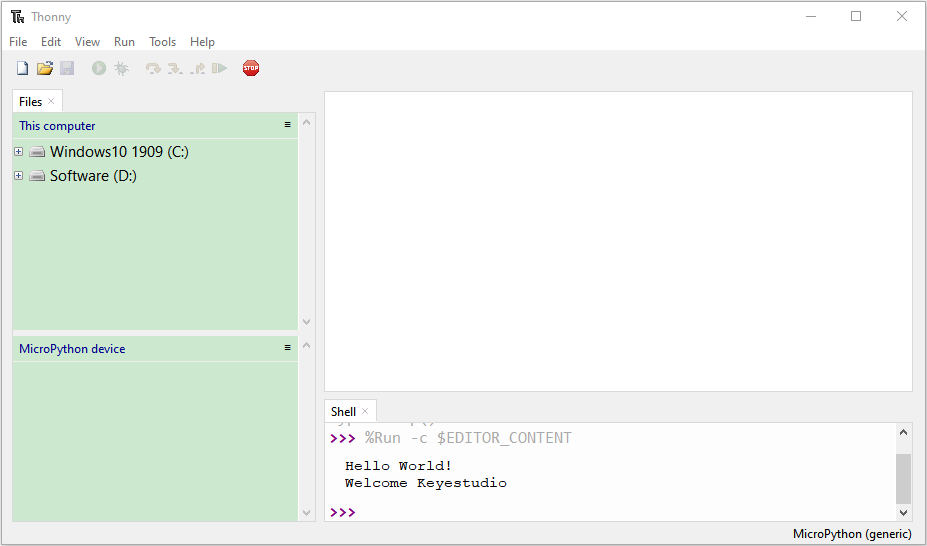 Thonny
File Edit View Run Tools Help
STOP
Files
This computer
Windows10 1909 (C:)
Software (D:)
MicroPython device
Shell
>>> %Run -c $EDITOR_CONTENT
Hello World!
Welcome Keyestudio
>>>
MicroPython (generic)